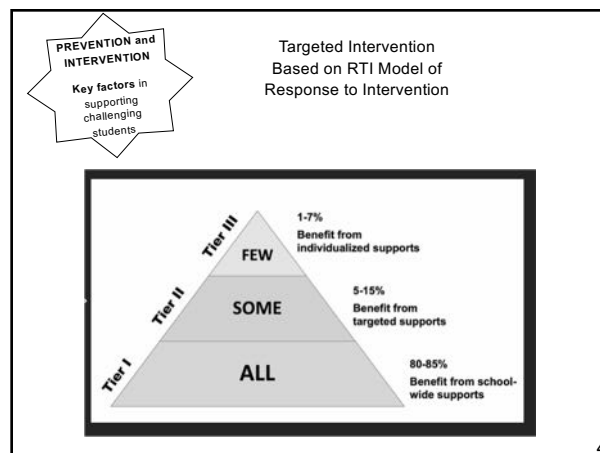 PREVENTION and
INTERVENTION
Key factors in
supporting
challenging
students
Targeted Intervention
Based on RTI Model of
Response to Intervention
Tier III
FEW
1-7%
Benefit from
individualized supports
Tier II
SOME
5-15%
Benefit from
targeted supports
Tier I
ALL
80-85%
Benefit from school-
wide supports
4